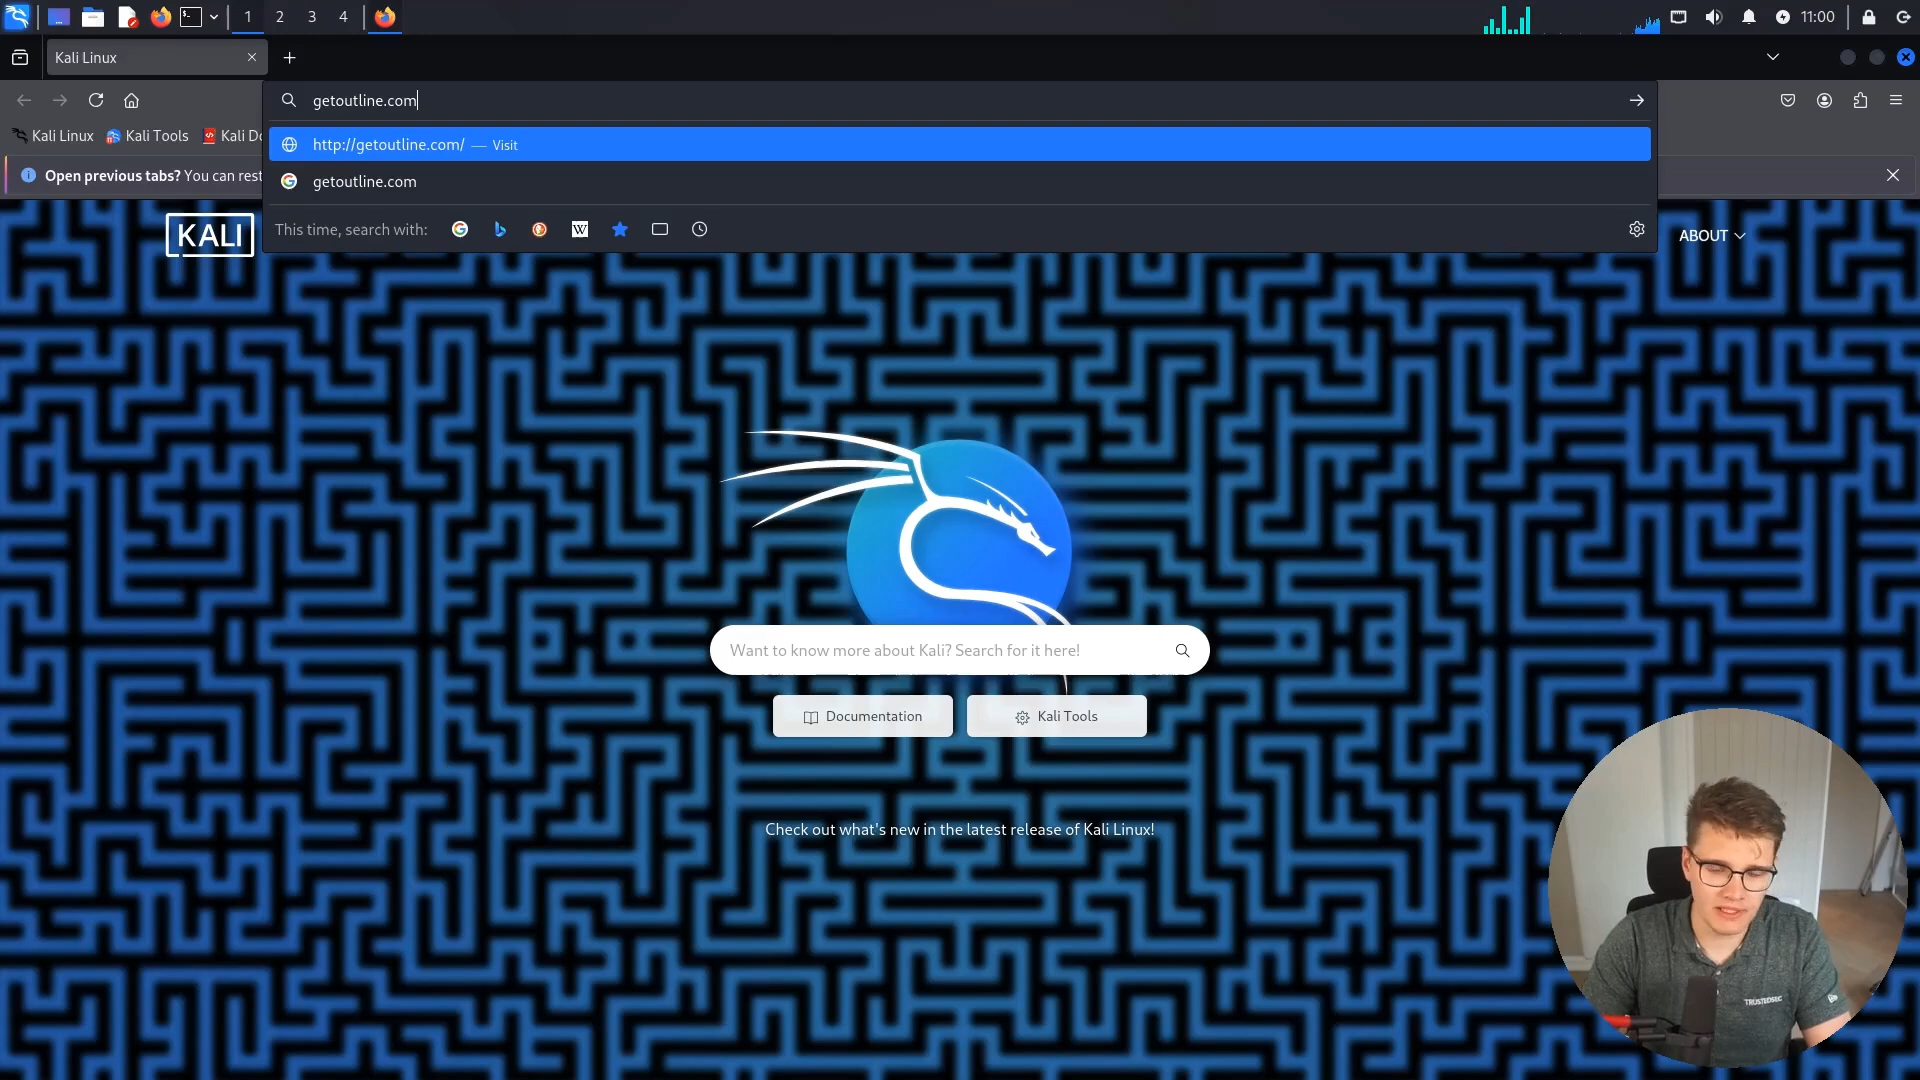 1 2 3 4
11:00
Kali Linux
getoutline.com
Kali Linux Kali Tools Kali Do
http://getoutline.com/ — Visit
Open previous tabs? You can rest
getoutline.com
This time, search with:
KALI
ABOUT
Want to know more about Kali? Search for it here!
Documentation
Kali Tools
Check out what's new in the latest release of Kali Linux!
TRUSTEDSEC